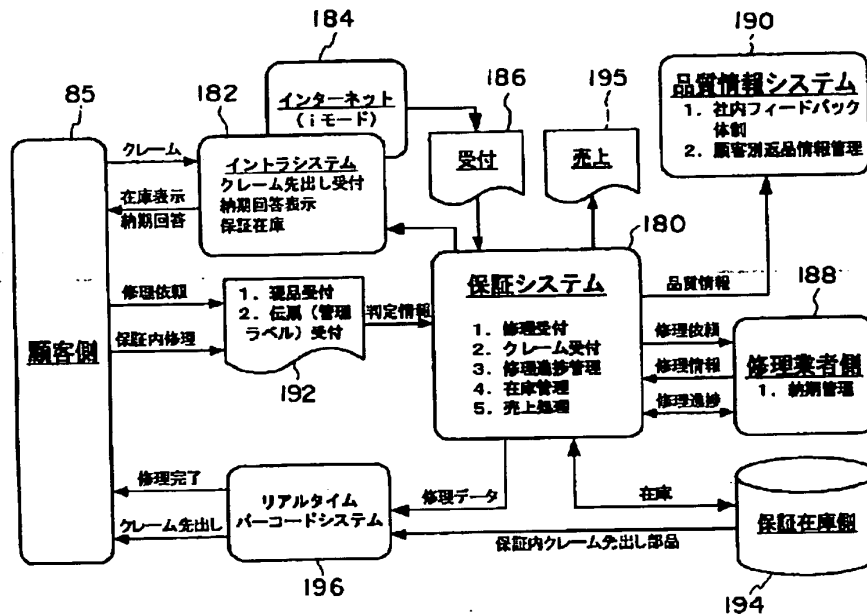 184
190
186
195
182
85
インターネット
(iモード)
品質情報システム
1. 社内フィードバック
体制
2. 顧客別返品情報管理
クレーム
イントラシステム
クレーム先出し受付
納期回答表示
保証在庫
受付
売上
在庫表示
納期回答
180
修理依頼
1. 現品受付
2. 伝票(管理
ラベル)受付
判定情報
保証システム
品質情報
188
保証内修理
1. 修理受付
2. クレーム受付
3. 修理進捗管理
4. 在庫管理
5. 売上処理
修理依頼
修理情報
修理進捗
修理業者側
1. 納期管理
顧客側
192
修理完了
リアルタイム
バーコードシステム
修理データ
在庫
クレーム先出し
保証内クレーム先出し部品
保証在庫側
196
194